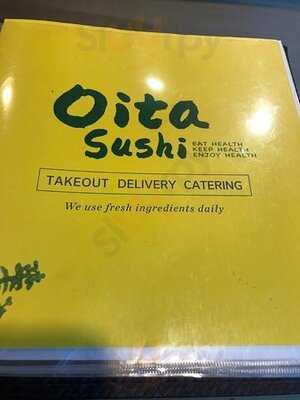 Oita
Sushi
EAT HEALTH
KEEP HEALTH
ENJOY HEALTH
TAKEOUT DELIVERY CATERING
We use fresh ingredients daily